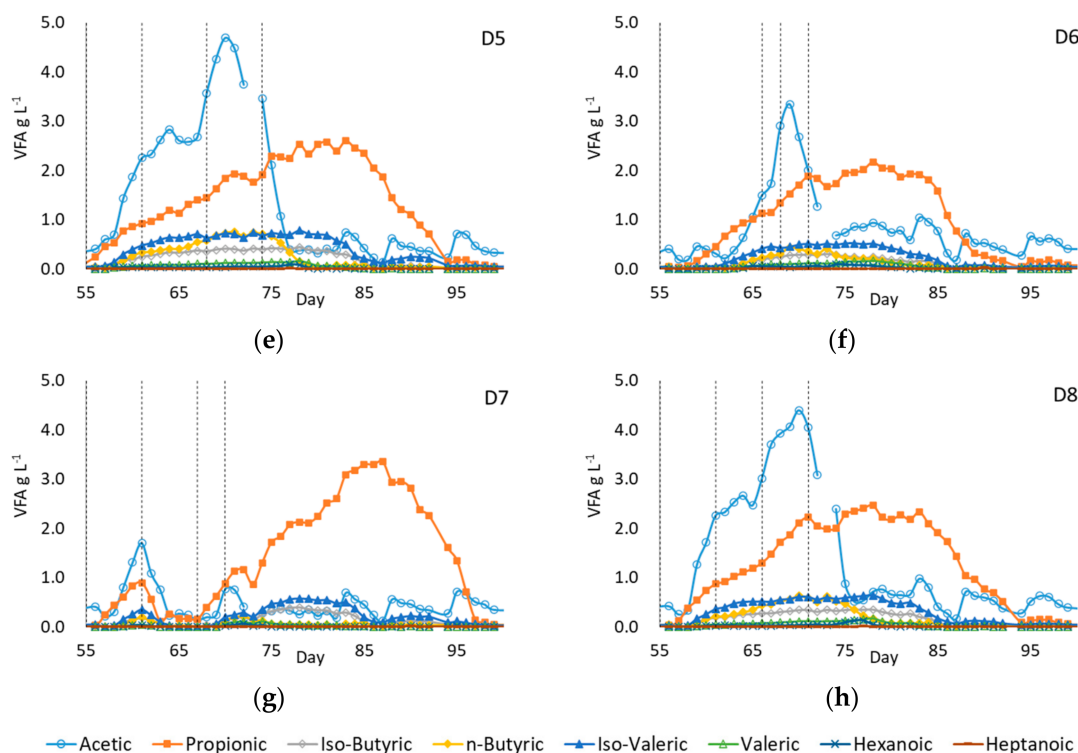 5.0 D5
4.0
3.0
2.0
1.0
0.0
VFA g L⁻¹
55 65 75 85 95
Day
(e)
5.0 D6
4.0
3.0
2.0
1.0
0.0
VFA g L⁻¹
55 65 75 85 95
Day
(f)
5.0 D7
4.0
3.0
2.0
1.0
0.0
VFA g L⁻¹
55 65 75 85 95
Day
(g)
5.0 D8
4.0
3.0
2.0
1.0
0.0
VFA g L⁻¹
55 65 75 85 95
Day
(h)
Acetic Propionic Iso-Butyric n-Butyric Iso-Valeric Valeric Hexanoic Heptanoic